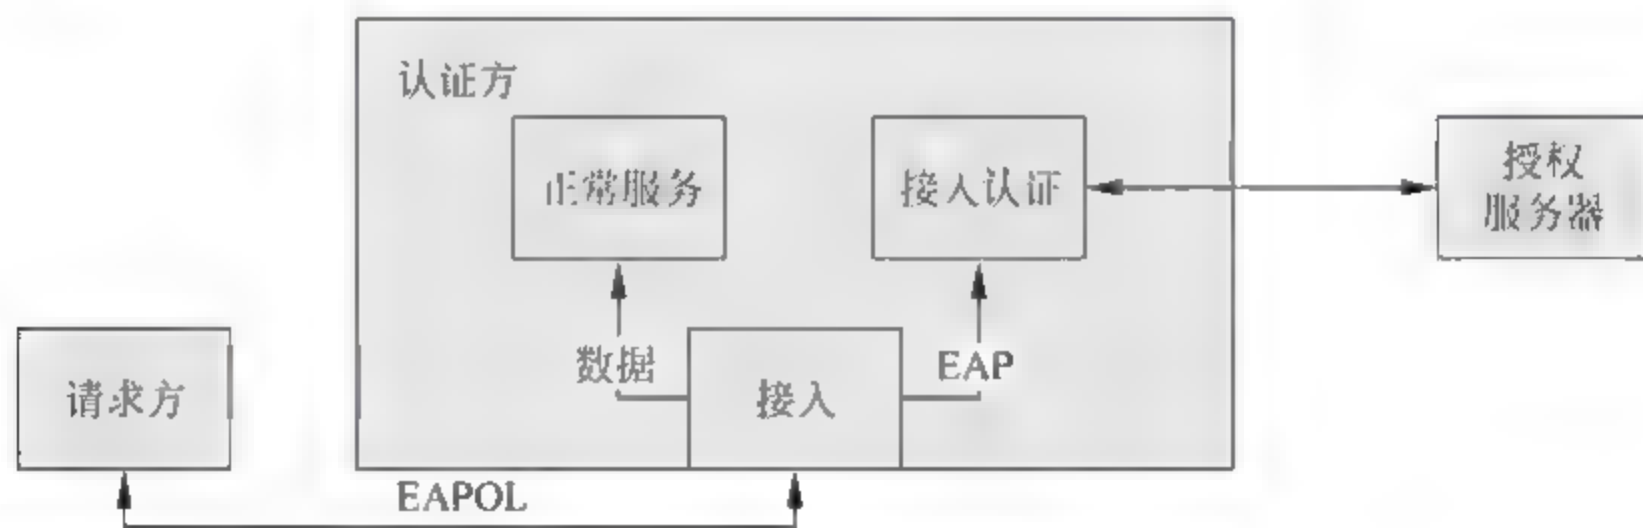 认证方
正常服务
接入认证
授权
服务器
数据
EAP
请求方
接入
EAPOL